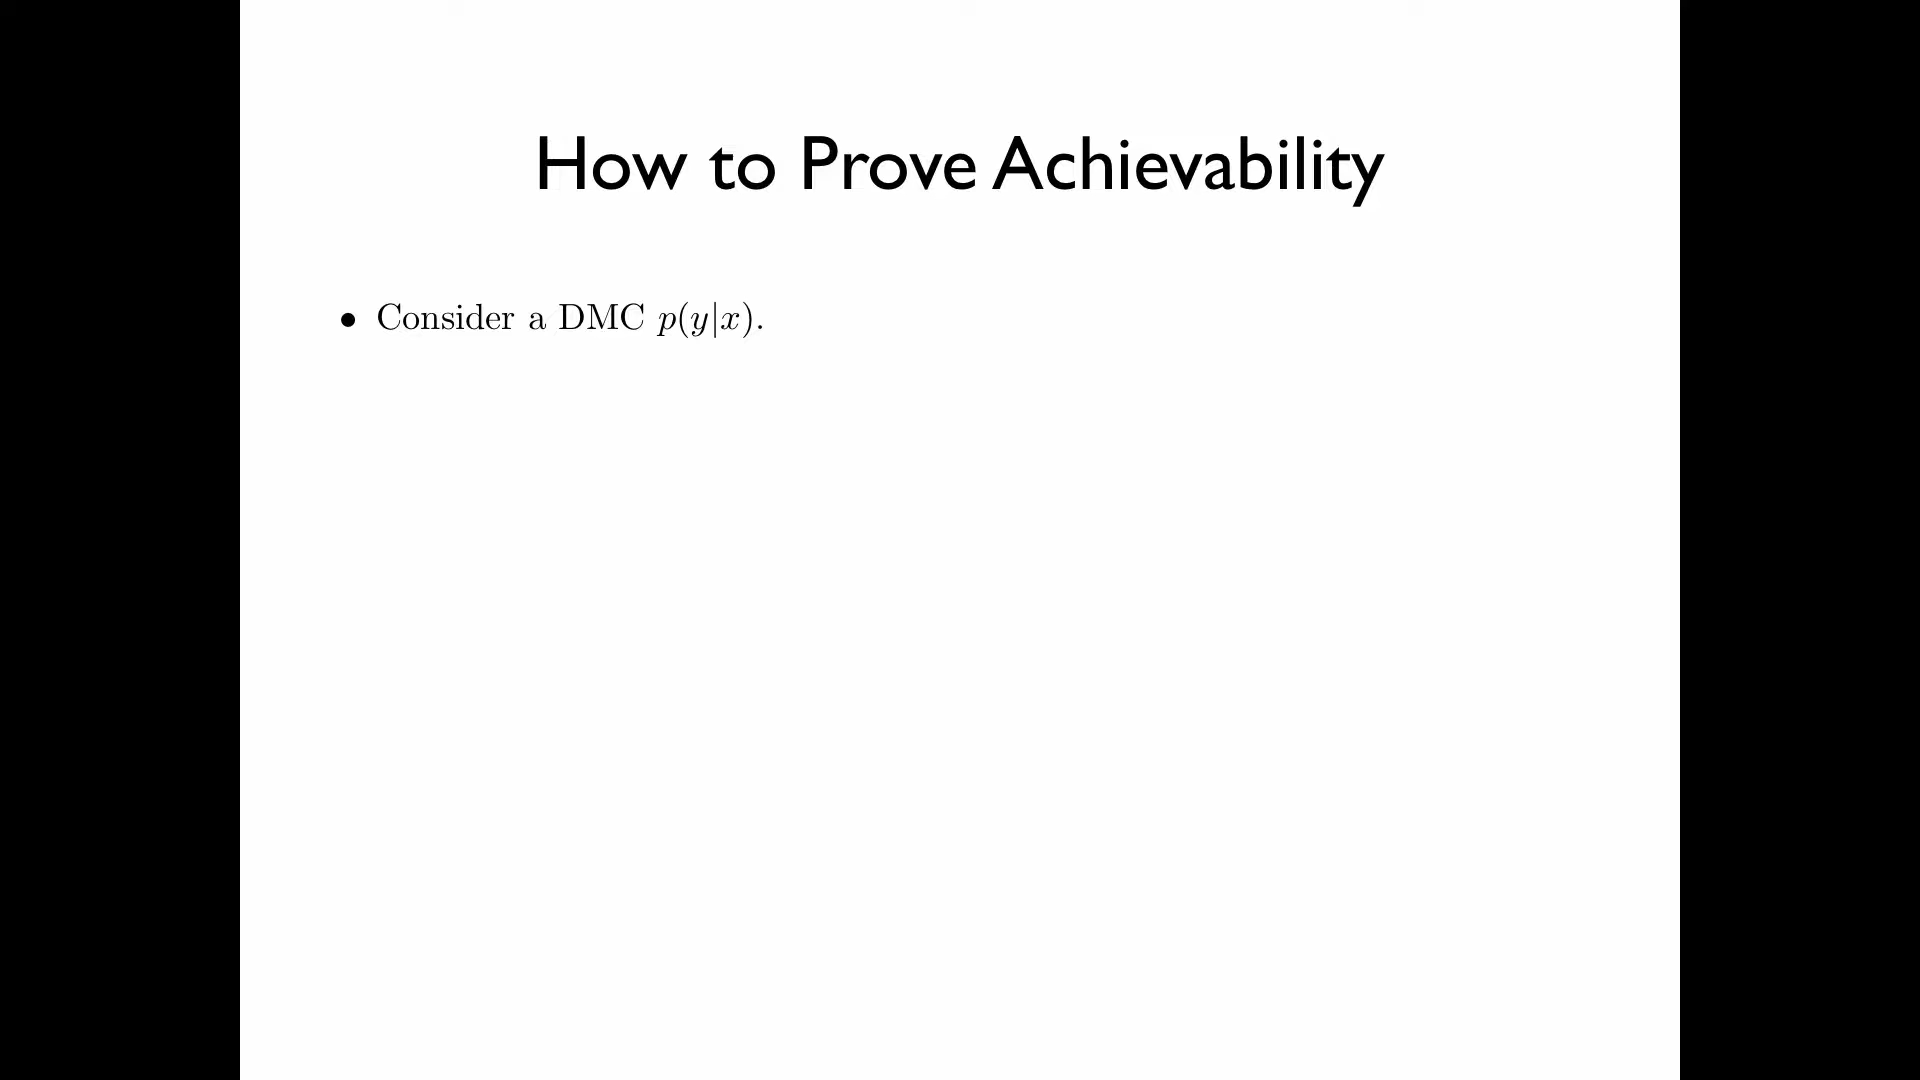 How to Prove Achievability
• Consider a DMC p(y|x).